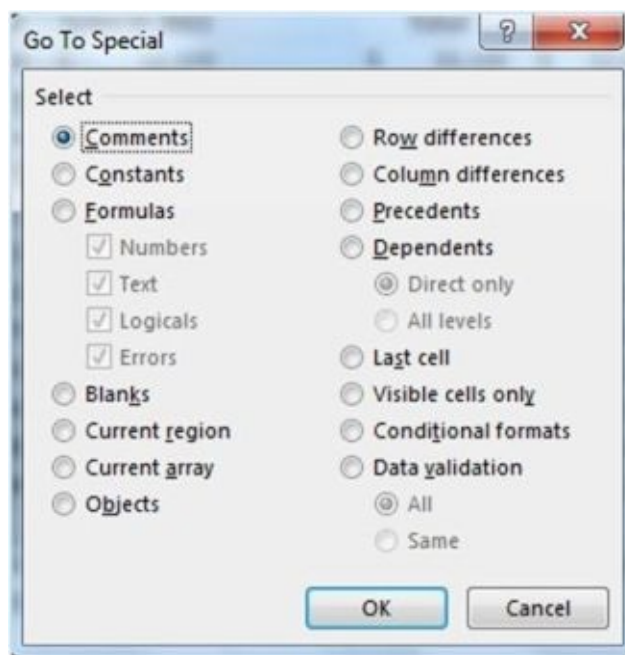 Go To Special
?
Select
Comments
Constants
Formulas
Numbers
Text
Logicals
Errors
Blanks
Current region
Current array
Objects
Row differences
Column differences
Precedents
Dependents
Direct only
All levels
Last cell
Visible cells only
Conditional formats
Data validation
All
Same
OK
Cancel